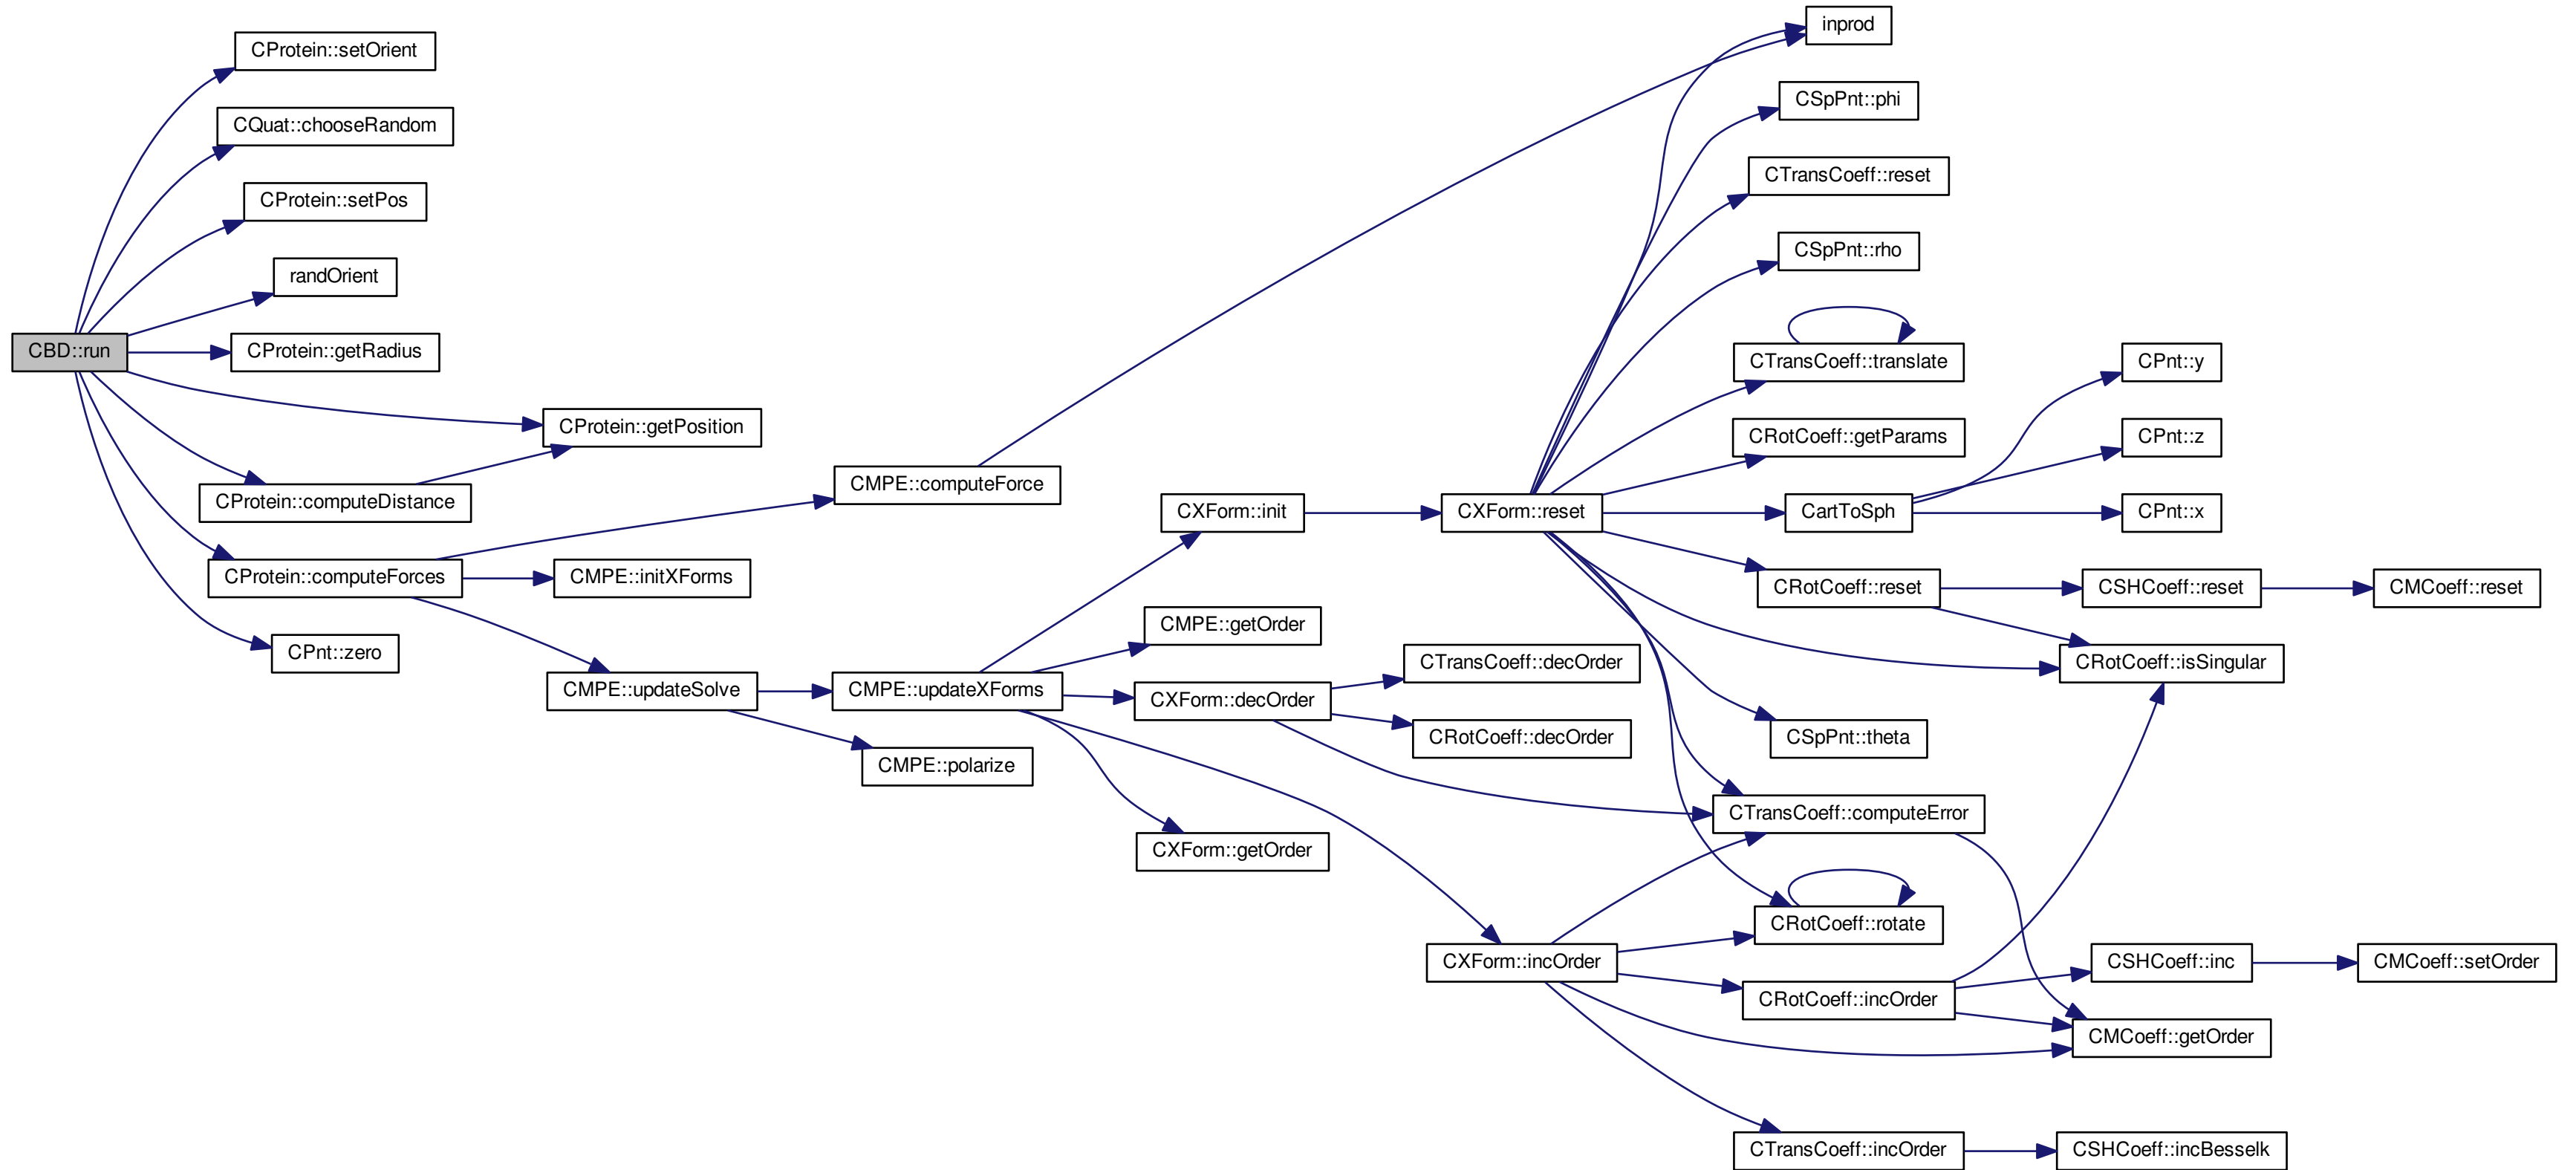 CBD::run
CProtein::setOrient
CQuat::chooseRandom
CProtein::setPos
randOrient
CProtein::getRadius
CProtein::getPosition
CProtein::computeDistance
CProtein::computeForces
CPnt::zero
CMPE::computeForce
CMPE::initXForms
CMPE::updateSolve
CMPE::updateXForms
CMPE::polarize
CXForm::init
CMPE::getOrder
CXForm::decOrder
CXForm::getOrder
CXForm::reset
CTransCoeff::decOrder
CRotCoeff::decOrder
CXForm::incOrder
inprod
CSpPnt::phi
CTransCoeff::reset
CSpPnt::rho
CTransCoeff::translate
CRotCoeff::getParams
CartToSph
CRotCoeff::reset
CSpPnt::theta
CTransCoeff::computeError
CRotCoeff::rotate
CRotCoeff::incOrder
CTransCoeff::incOrder
CPnt::y
CPnt::z
CPnt::x
CSHCoeff::reset
CRotCoeff::isSingular
CSHCoeff::inc
CMCoeff::getOrder
CSHCoeff::incBesselk
CMCoeff::reset
CMCoeff::setOrder